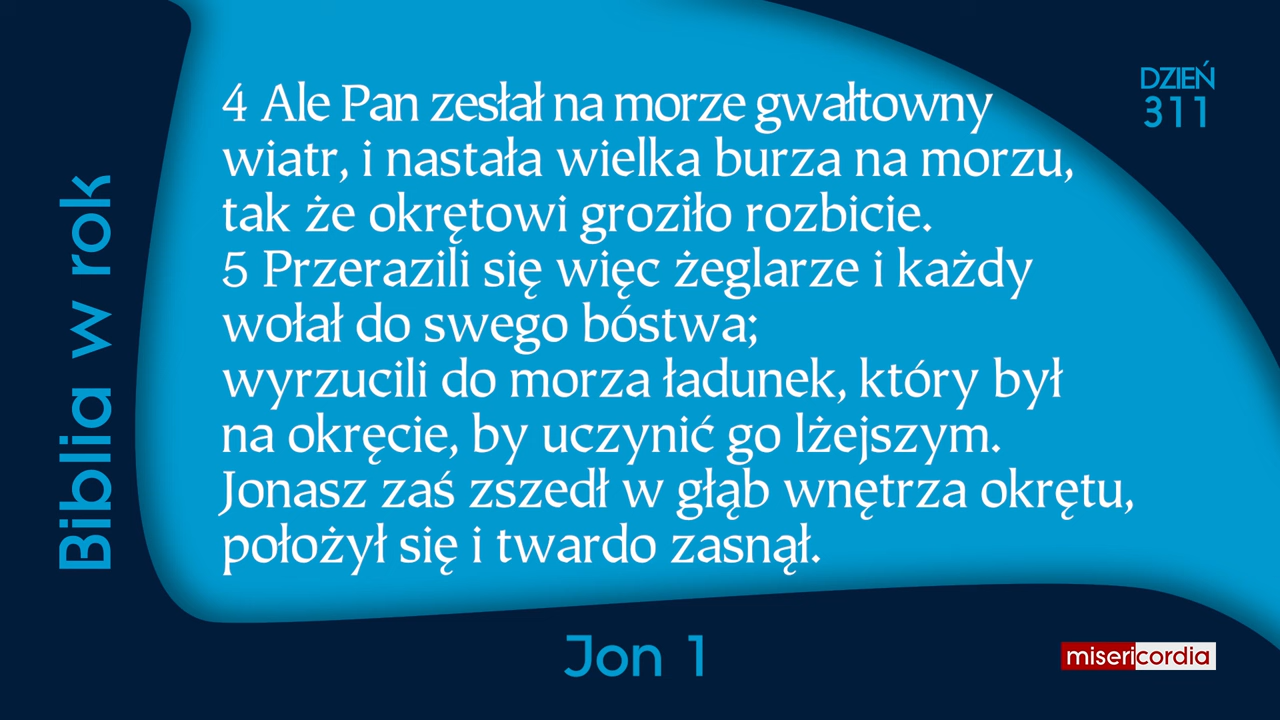 DZIEŃ
311
4 Ale Pan zesłał na morze gwałtowny
wiatr, i nastała wielka burza na morzu,
tak że okrętowi groziło rozbicie.
5 Przerazili się więc żeglarze i każdy
wołał do swego bóstwa;
wyrzucili do morza ładunek, który był
na okręcie, by uczynić go lżejszym.
Jonasz zaś zszedł w głąb wnętrza okrętu,
położył się i twardo zasnął.
Biblia w rok
Jon 1
misericordia